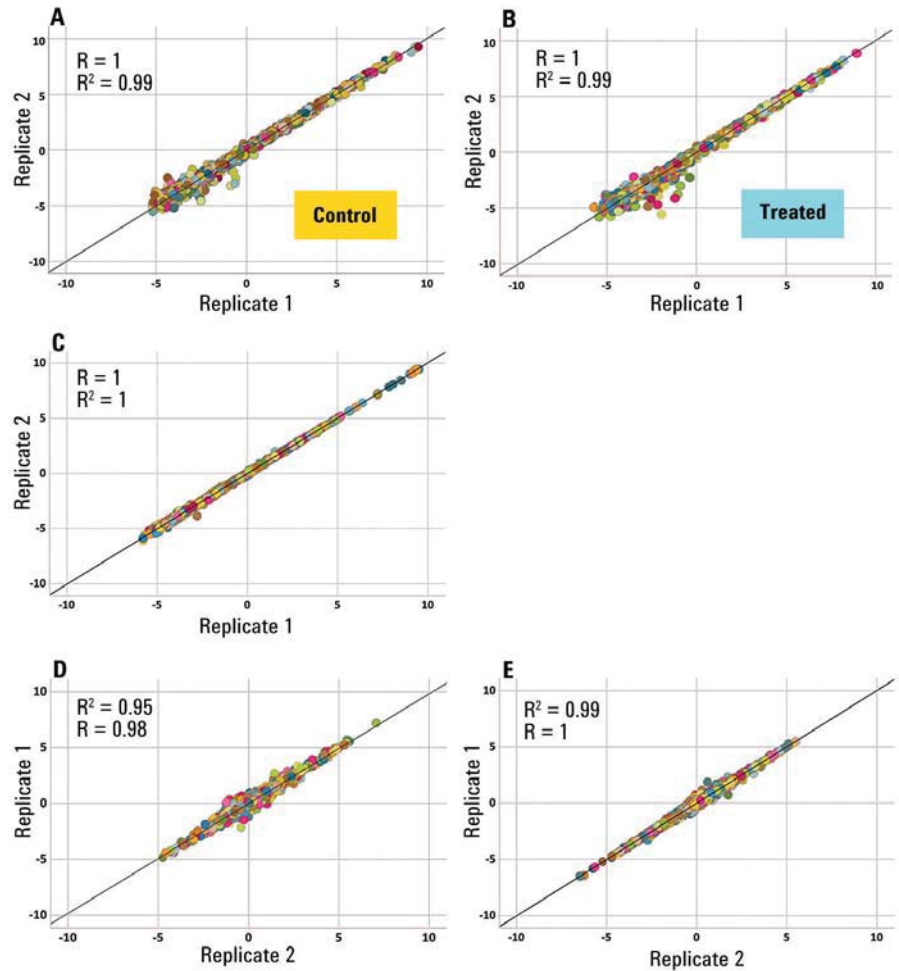 A
R = 1
R² = 0.99
10
5
0
-5
-10
Replicate 2
Control
-10
-5
0
5
10
Replicate 1
B
R = 1
R² = 0.99
10
5
0
-5
-10
Replicate 2
Treated
-10
-5
0
5
10
Replicate 1
C
R = 1
R² = 1
10
5
0
-5
-10
Replicate 2
-10
-5
0
5
10
Replicate 1
D
R² = 0.95
R = 0.98
10
5
0
-5
-10
Replicate 1
-10
-5
0
5
10
Replicate 2
E
R² = 0.99
R = 1
10
5
0
-5
-10
Replicate 1
-10
-5
0
5
10
Replicate 2